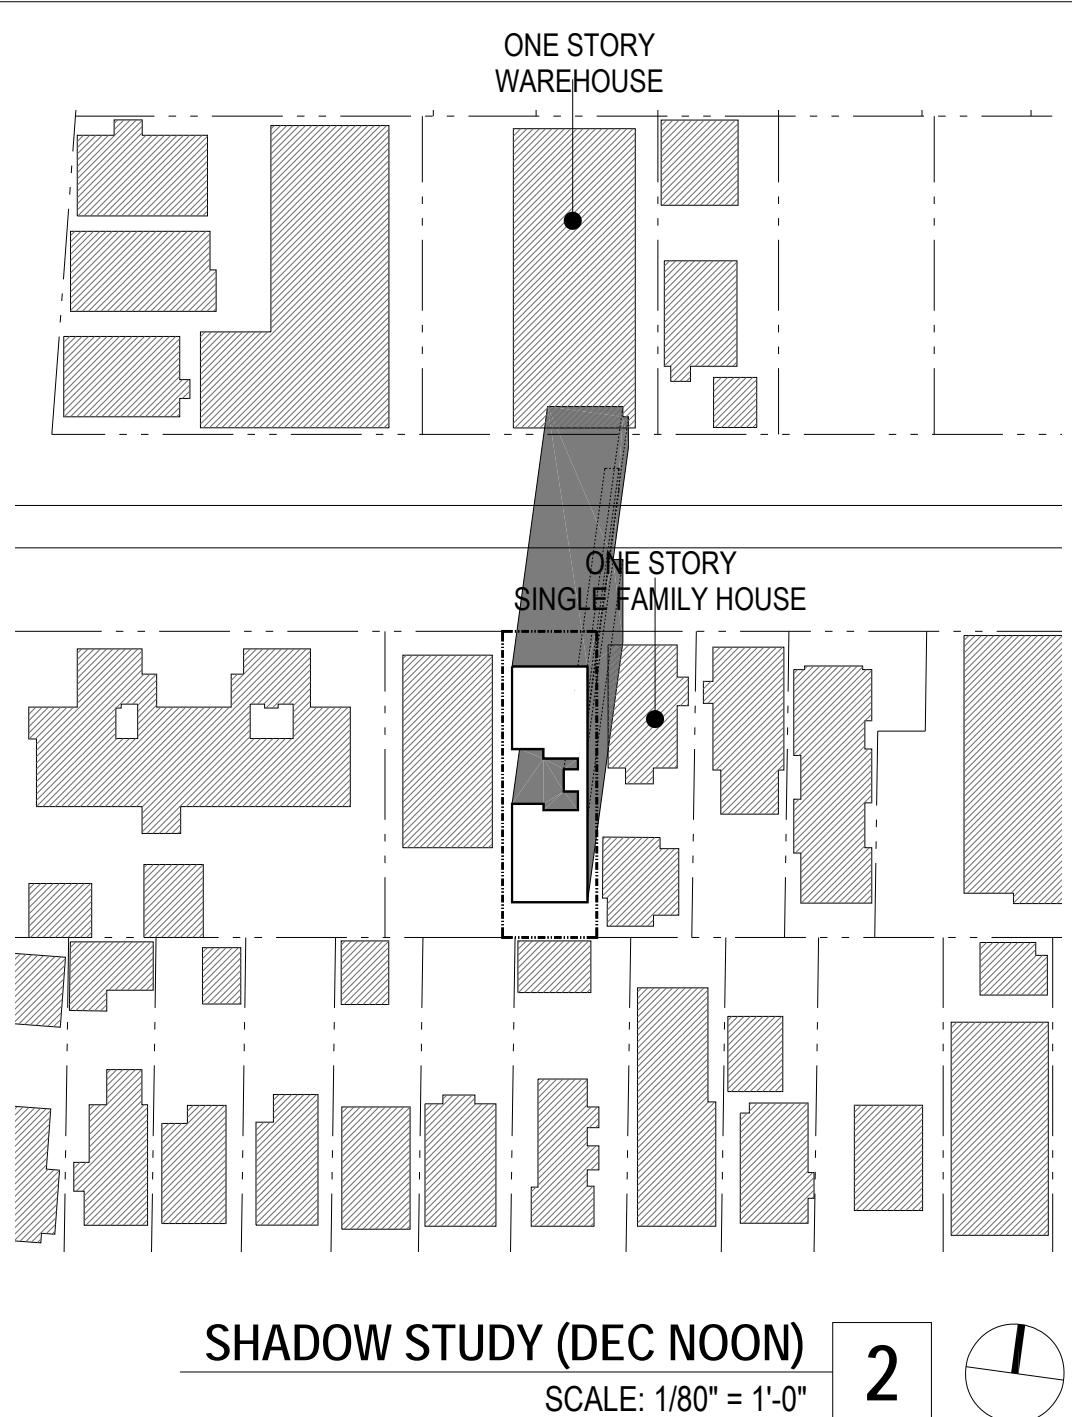 ONE STORY
WAREHOUSE
ONE STORY
SINGLE FAMILY HOUSE
SHADOW STUDY (DEC NOON)
2
SCALE: 1/80" = 1'-0"